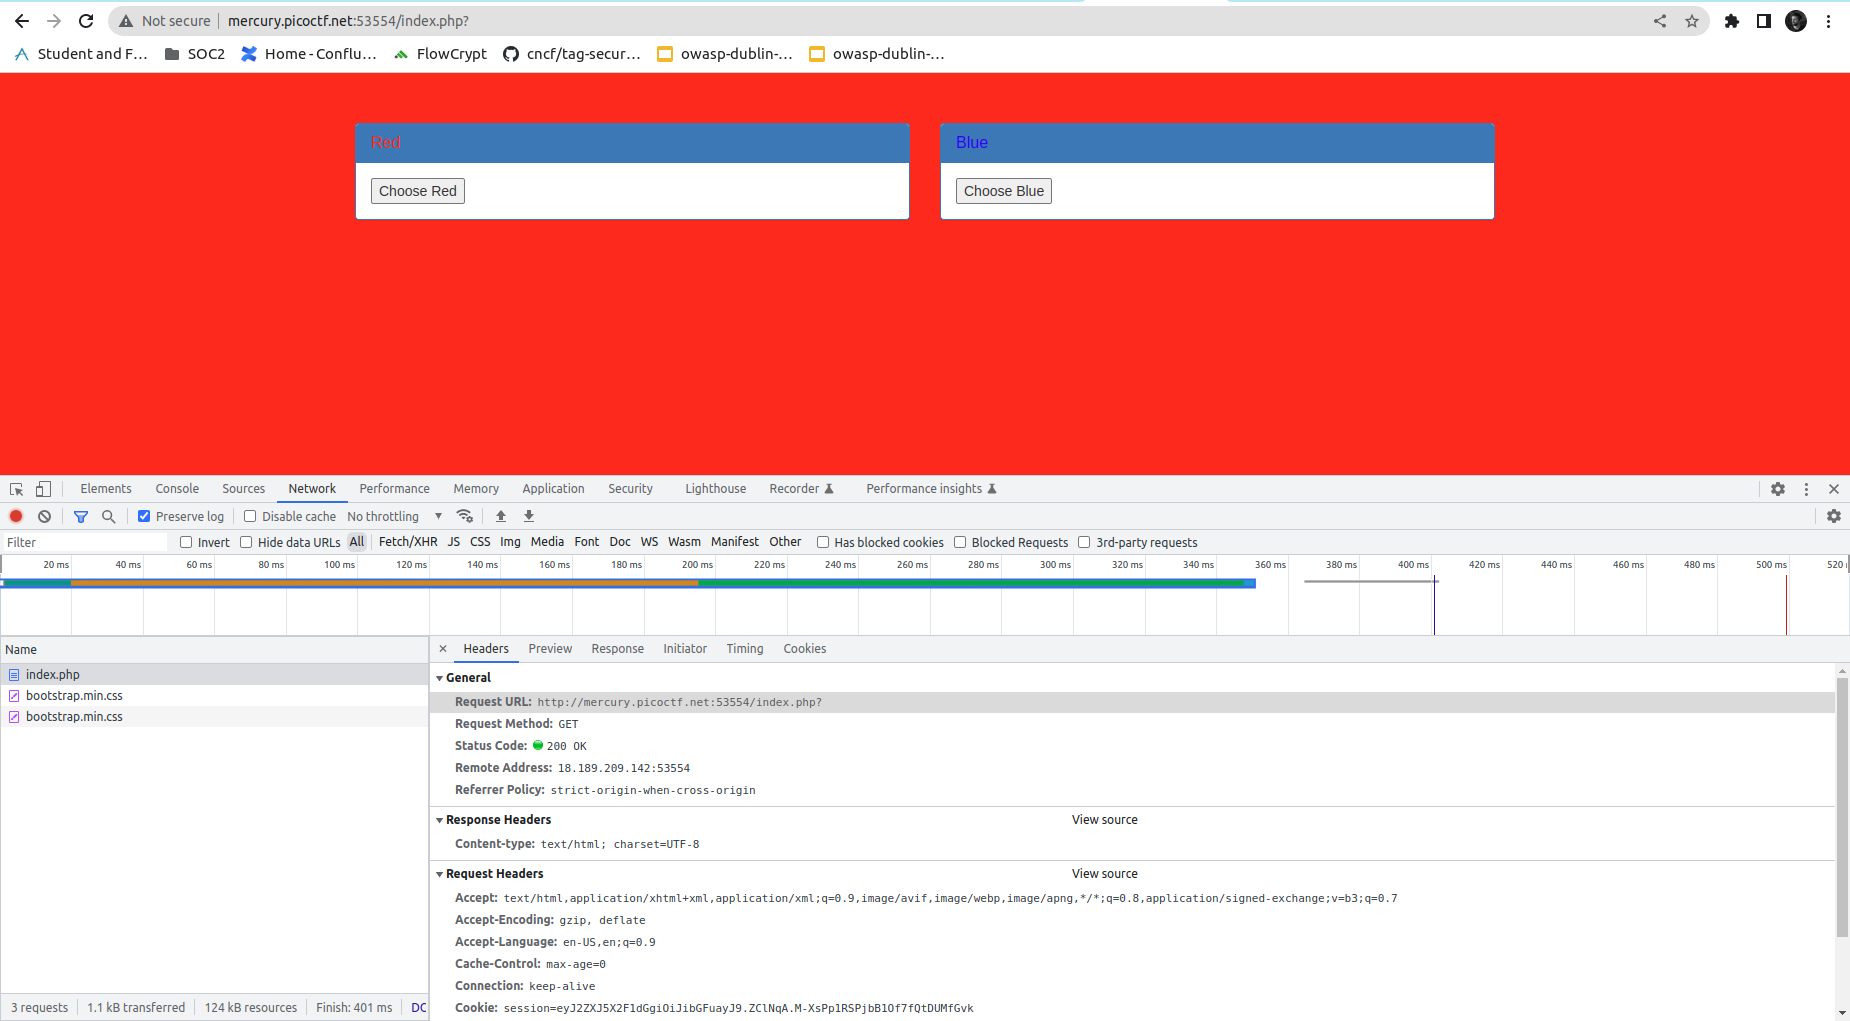 Not secure mercury.picoctf.net:53554/index.php?
Student and F... SOC2 Home - Conflu... FlowCrypt cncf/tag-secur... owasp-dublin-... owasp-dublin-...
Red Blue
Choose Red Choose Blue
Elements Console Sources Network Performance Memory Application Security Lighthouse Recorder Performance insights
Preserve log Disable cache No throttling
Filter Invert Hide data URLs All Fetch/XHR JS CSS Img Media Font Doc WS Wasm Manifest Other Has blocked cookies Blocked Requests 3rd-party requests
20 ms 40 ms 60 ms 80 ms 100 ms 120 ms 140 ms 160 ms 180 ms 200 ms 220 ms 240 ms 260 ms 280 ms 300 ms 320 ms 340 ms 360 ms 380 ms 400 ms 420 ms 440 ms 460 ms 480 ms 500 ms 520
Name
index.php
bootstrap.min.css
bootstrap.min.css
Headers Preview Response Initiator Timing Cookies
General
Request URL: http://mercury.picoctf.net:53554/index.php?
Request Method: GET
Status Code: 200 OK
Remote Address: 18.189.209.142:53554
Referrer Policy: strict-origin-when-cross-origin
Response Headers View source
Content-type: text/html; charset=UTF-8
Request Headers View source
Accept: text/html,application/xhtml+xml,application/xml;q=0.9,image/avif,image/webp,image/apng,*/*;q=0.8,application/signed-exchange;v=b3;q=0.7
Accept-Encoding: gzip, deflate
Accept-Language: en-US,en;q=0.9
Cache-Control: max-age=0
Connection: keep-alive
Cookie: session=eyJ2ZXJ5X2F1dGgiOiJibGFuayJ9.ZClNqA.M-XsPp1RSPjbB1Of7fQtDUMfGvk
3 requests 1.1 kB transferred 124 kB resources Finish: 401 ms DC